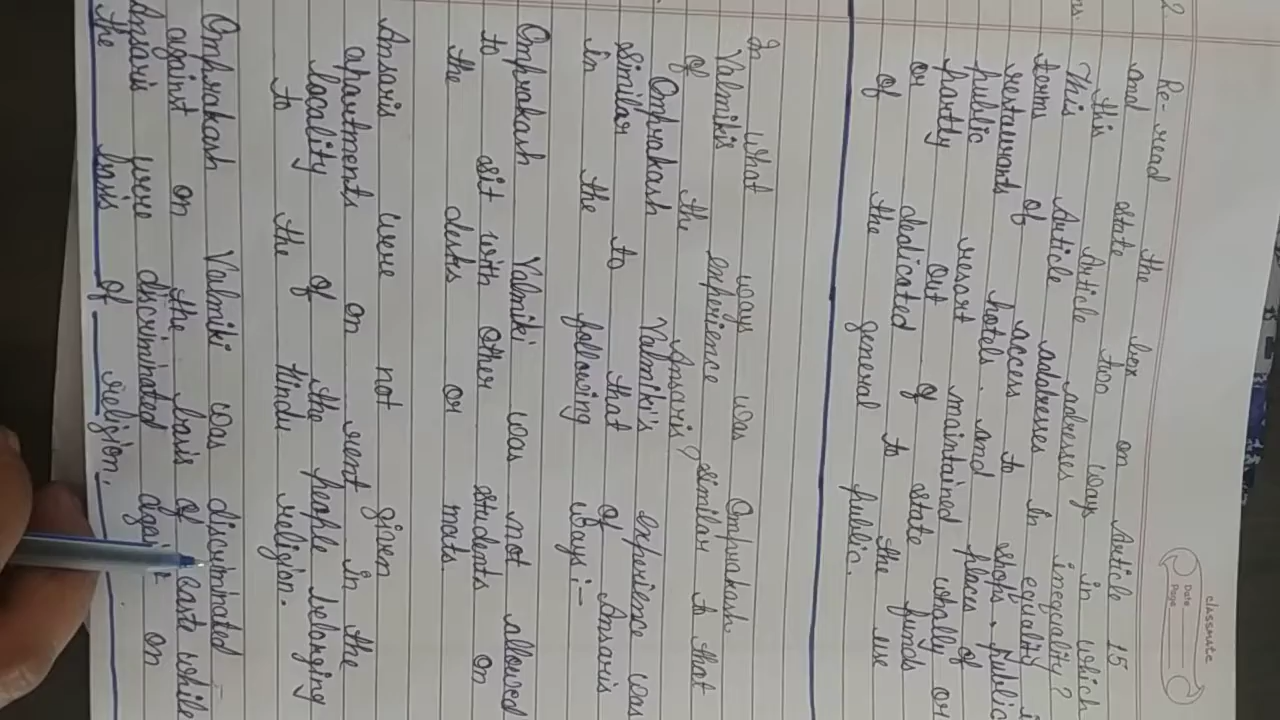 classmate
Date
Page
2. Re-read the box on Article 15
and state two ways in which
this Article adresses inequality?
ns. This Article addresses inequality i
terms of access to shops, public
restaurants hotels and places of
public resort maintained wholly or
partly out of state funds
or dedicated to the use
of the general public.
In what ways was Omprakash
Valmiki's experience similar to that
of the Ansaris?
Omprakash Valmiki's experience was
similar to that of Ansaris
in the following ways:-
Omprakash Valmiki was not allowed
to sit with other students on
the desks or mats.
Ansaris were not given
apartments on rent in the
locality of the people belonging
to the Hindu religion.
Omprakash Valmiki was discriminated
against on the basis of caste while
Ansaris were discriminated against on
the basis of religion.